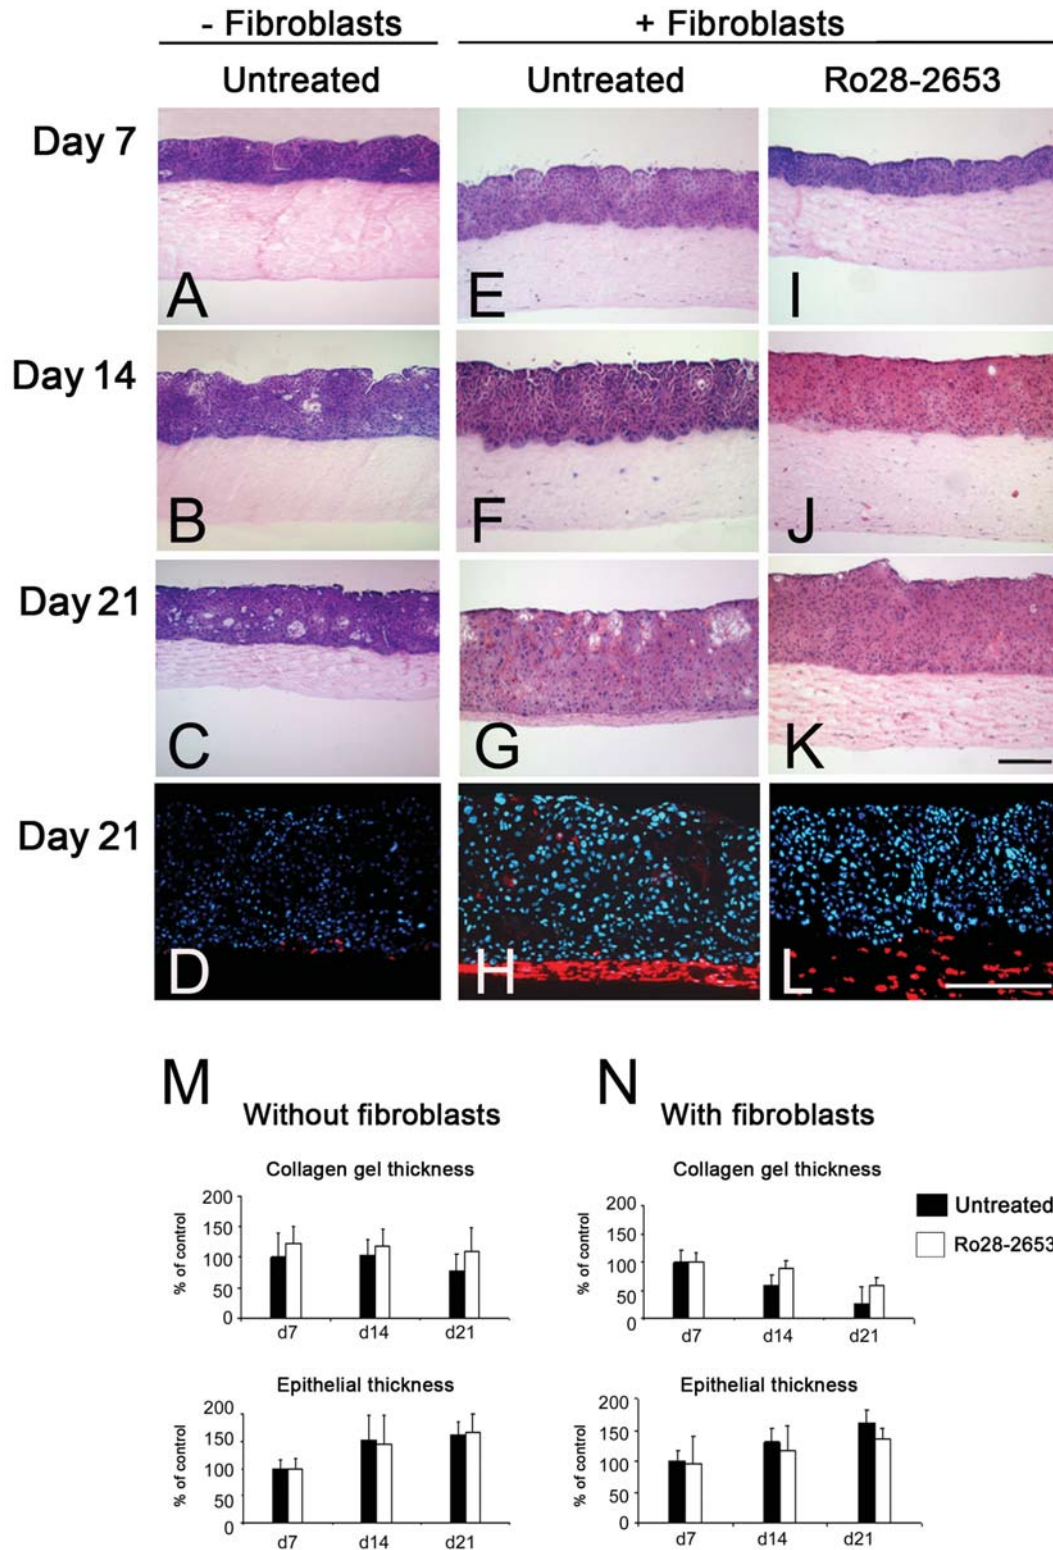 - Fibroblasts + Fibroblasts
Untreated Untreated Ro28-2653
Day 7
A E I
Day 14
B F J
Day 21
C G K
Day 21
D H L
M N
Without fibroblasts With fibroblasts
Collagen gel thickness Collagen gel thickness
200 200
150 150
100 100
50 50
0 0
% of control % of control
d7 d14 d21 d7 d14 d21
Untreated
Ro28-2653
Epithelial thickness Epithelial thickness
200 200
150 150
100 100
50 50
0 0
% of control % of control
d7 d14 d21 d7 d14 d21